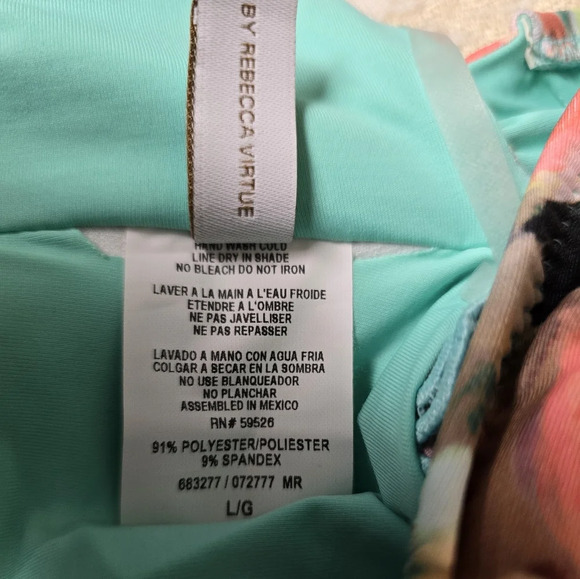 BY REBECCA VIRTUE
HAND WASH COLD
LINE DRY IN SHADE
NO BLEACH DO NOT IRON
LAVER A LA MAIN A L'EAU FROIDE
ETENDRE A L'OMBRE
NE PAS JAVELLISER
NE PAS REPASSER
LAVADO A MANO CON AGUA FRIA
COLGAR A SECAR EN LA SOMBRA
NO USE BLANQUEADOR
NO PLANCHAR
ASSEMBLED IN MEXICO
RN# 59526
91% POLYESTER/POLIESTER
9% SPANDEX
683277 / 072777 MR
L/G